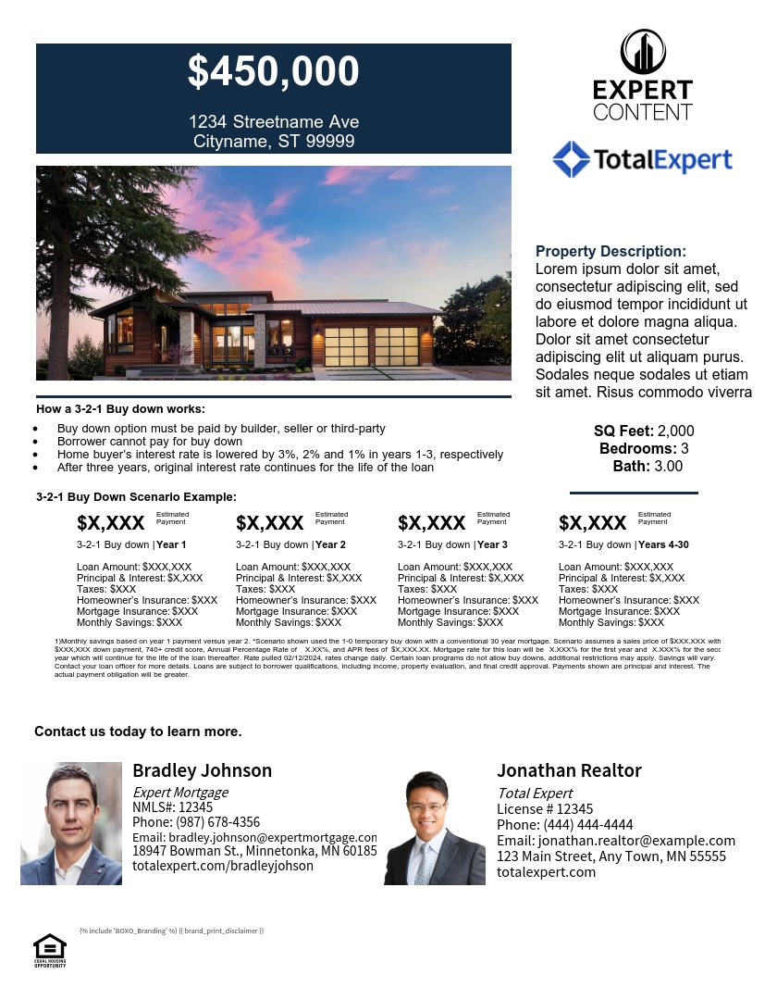 $450,000
1234 Streetname Ave
Cityname, ST 99999
EXPERT
CONTENT
TotalExpert
Property Description:
Lorem ipsum dolor sit amet,
consectetur adipiscing elit, sed
do eiusmod tempor incididunt ut
labore et dolore magna aliqua.
Dolor sit amet consectetur
adipiscing elit ut aliquam purus.
Sodales neque sodales ut etiam
sit amet. Risus commodo viverra
SQ Feet: 2,000
Bedrooms: 3
Bath: 3.00
How a 3-2-1 Buy down works:
• Buy down option must be paid by builder, seller or third-party
• Borrower cannot pay for buy down
• Home buyer's interest rate is lowered by 3%, 2% and 1% in years 1-3, respectively
• After three years, original interest rate continues for the life of the loan
3-2-1 Buy Down Scenario Example:
$X,XXX Estimated Payment
3-2-1 Buy down | Year 1
Loan Amount: $XXX,XXX
Principal & Interest: $X,XXX
Taxes: $XXX
Homeowner's Insurance: $XXX
Mortgage Insurance: $XXX
Monthly Savings: $XXX
$X,XXX Estimated Payment
3-2-1 Buy down | Year 2
Loan Amount: $XXX,XXX
Principal & Interest: $X,XXX
Taxes: $XXX
Homeowner's Insurance: $XXX
Mortgage Insurance: $XXX
Monthly Savings: $XXX
$X,XXX Estimated Payment
3-2-1 Buy down | Year 3
Loan Amount: $XXX,XXX
Principal & Interest: $X,XXX
Taxes: $XXX
Homeowner's Insurance: $XXX
Mortgage Insurance: $XXX
Monthly Savings: $XXX
$X,XXX Estimated Payment
3-2-1 Buy down | Years 4-30
Loan Amount: $XXX,XXX
Principal & Interest: $X,XXX
Taxes: $XXX
Homeowner's Insurance: $XXX
Mortgage Insurance: $XXX
Monthly Savings: $XXX
1)Monthly savings based on year 1 payment versus year 2. *Scenario shown used the 1-0 temporary buy down with a conventional 30 year mortgage. Scenario assumes a sales price of $XXX,XXX with
$XXX,XXX down payment, 740+ credit score, Annual Percentage Rate of X.XX%, and APR fees of $X,XXX.XX. Mortgage rate for this loan will be X.XXX% for the first year and X.XXX% for the seco
year which will continue for the life of the loan thereafter. Rate pulled 02/12/2024, rates change daily. Certain loan programs do not allow buy downs, additional restrictions may apply. Savings will vary.
Contact your loan officer for more details. Loans are subject to borrower qualifications, including income, property evaluation, and final credit approval. Payments shown are principal and interest. The
actual payment obligation will be greater.
Contact us today to learn more.
Bradley Johnson
Expert Mortgage
NMLS#: 12345
Phone: (987) 678-4356
Email: bradley.johnson@expertmortgage.con
18947 Bowman St., Minnetonka, MN 60185
totalexpert.com/bradleyjohson
Jonathan Realtor
Total Expert
License # 12345
Phone: (444) 444-4444
Email: jonathan.realtor@example.com
123 Main Street, Any Town, MN 55555
totalexpert.com
{% include 'BOXO_Branding' %} {{ brand_print_disclaimer }}
EQUAL HOUSING
OPPORTUNITY